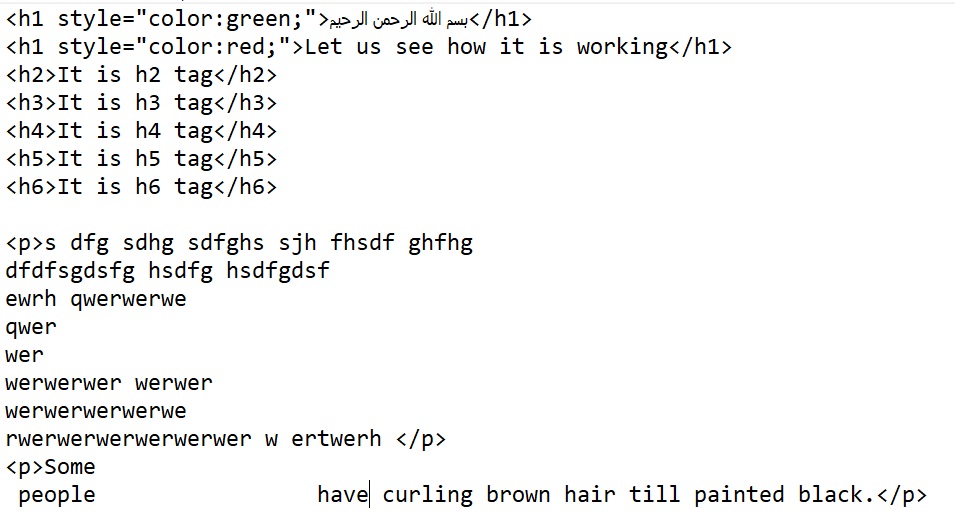 <h1 style="color:green;">بسم الله الرحمن الرحيم</h1>
<h1 style="color:red;">Let us see how it is working</h1>
<h2>It is h2 tag</h2>
<h3>It is h3 tag</h3>
<h4>It is h4 tag</h4>
<h5>It is h5 tag</h5>
<h6>It is h6 tag</h6>

<p>s dfg sdhg sdfghs sjh fhsdf ghfhg
dfdfsgdsfg hsdfg hsdfgdsf
ewrh qwerwerwe
qwer
wer
werwerwer werwer
werwerwerwerwe
rwerwerwerwerwerwer w ertwerh </p>
<p>Some
 people                 have curling brown hair till painted black.</p>